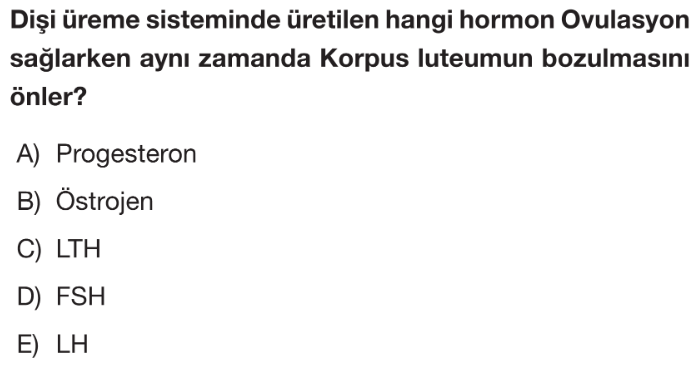 Dişi üreme sisteminde üretilen hangi hormon Ovulasyon
sağlarken aynı zamanda Korpus luteumun bozulmasını
önler?
A) Progesteron
B) Östrojen
C) LTH
D) FSH
E) LH